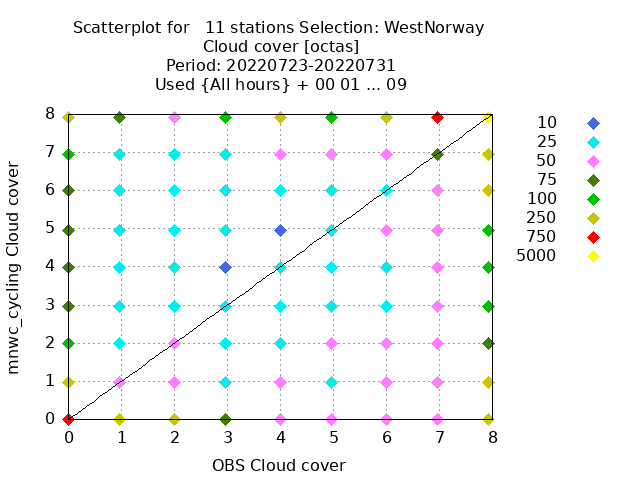 Scatterplot for   11 stations Selection: WestNorway
Cloud cover [octas]
Period: 20220723-20220731
Used {All hours} + 00 01 ... 09
mnwc_cycling Cloud cover
8
7
6
5
4
3
2
1
0
0 1 2 3 4 5 6 7 8
OBS Cloud cover
10
25
50
75
100
250
750
5000